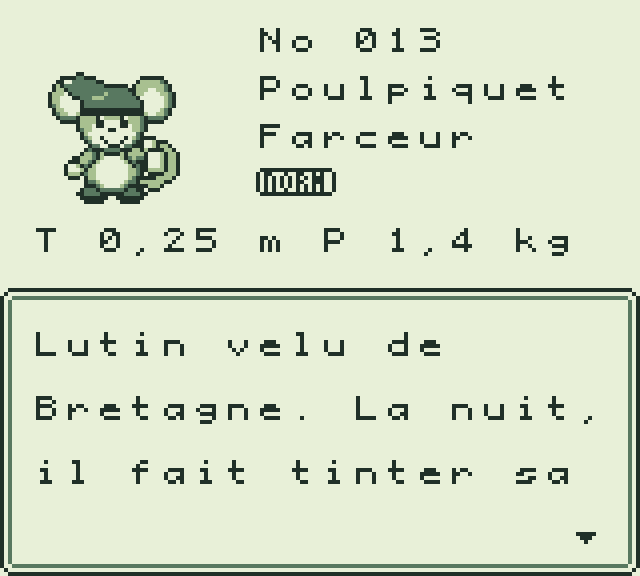 No 013
Poulpiquet
Farceur
NORM
T 0,25 m P 1,4 kg
Lutin velu de
Bretagne. La nuit,
il fait tinter sa